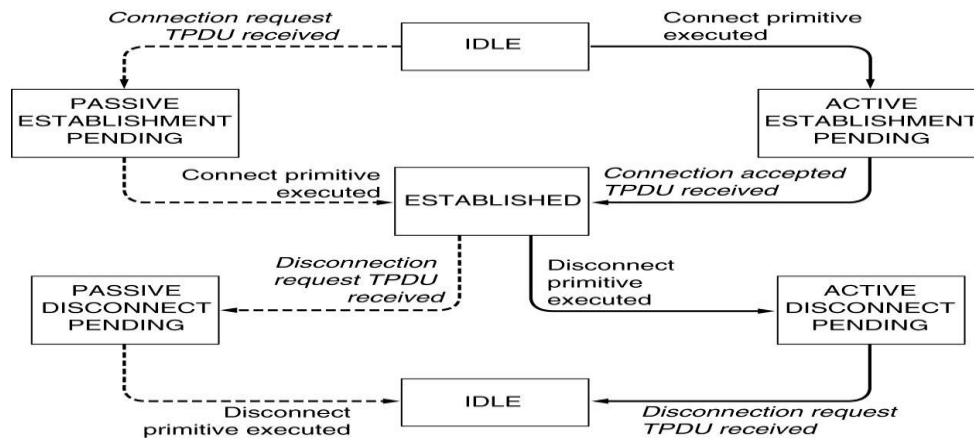 Connection request
TPDU received
IDLE
Connect primitive
executed
PASSIVE
ESTABLISHMENT
PENDING
ACTIVE
ESTABLISHMENT
PENDING
Connect primitive
executed
ESTABLISHED
Connection accepted
TPDU received
Disconnection
request TPDU
received
Disconnect
primitive
executed
PASSIVE
DISCONNECT
PENDING
ACTIVE
DISCONNECT
PENDING
Disconnect
primitive executed
IDLE
Disconnection request
TPDU received